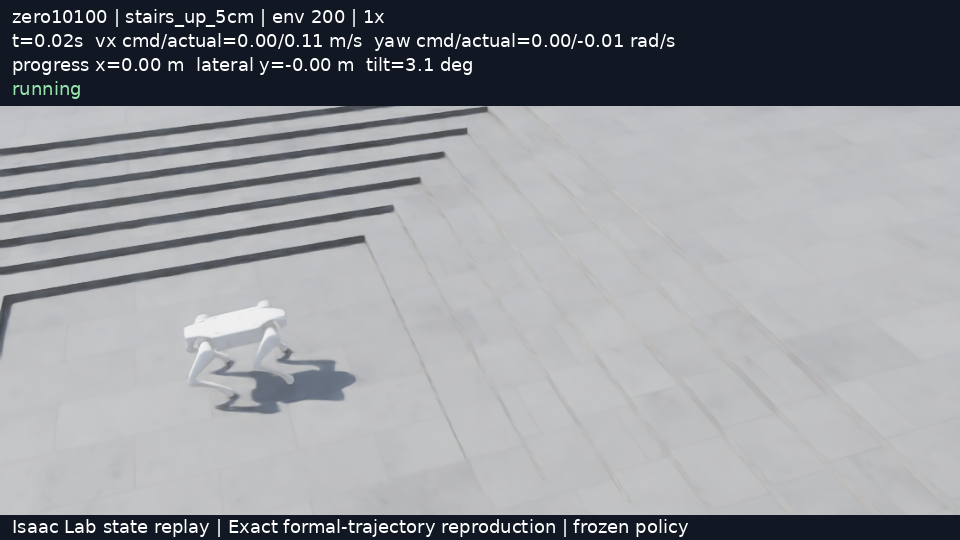 zero10100 | stairs_up_5cm | env 200 | 1x
t=0.02s  vx cmd/actual=0.00/0.11 m/s  yaw cmd/actual=0.00/-0.01 rad/s
progress x=0.00 m  lateral y=-0.00 m  tilt=3.1 deg
running
Isaac Lab state replay | Exact formal-trajectory reproduction | frozen policy